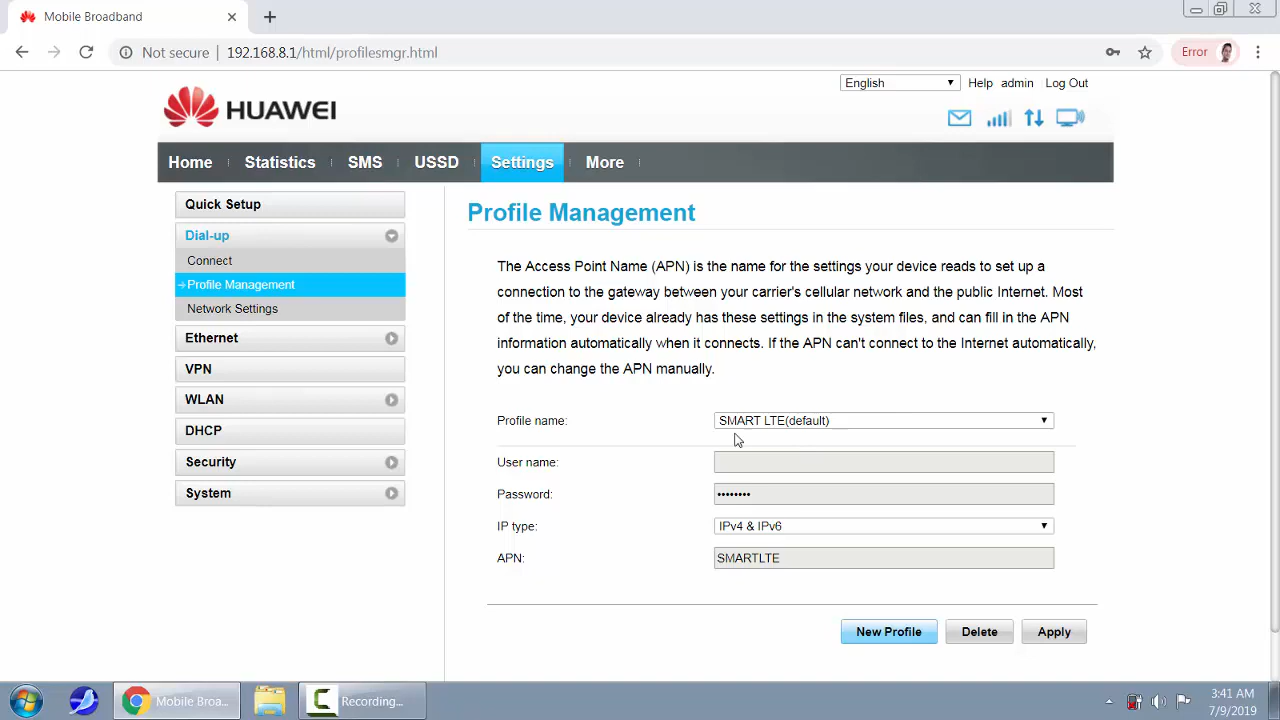 Mobile Broadband
Not secure
192.168.8.1/html/profilesmgr.html
Error
English
Help
admin
Log Out
HUAWEI
Home
Statistics
SMS
USSD
Settings
More
Quick Setup
Dial-up
Connect
Profile Management
Network Settings
Ethernet
VPN
WLAN
DHCP
Security
System
Profile Management
The Access Point Name (APN) is the name for the settings your device reads to set up a
connection to the gateway between your carrier's cellular network and the public Internet. Most
of the time, your device already has these settings in the system files, and can fill in the APN
information automatically when it connects. If the APN can't connect to the Internet automatically,
you can change the APN manually.
Profile name:
SMART LTE(default)
User name:
Password:
••••••••
IP type:
IPv4 & IPv6
APN:
SMARTLTE
New Profile
Delete
Apply
Mobile Broa...
Recording...
3:41 AM
7/9/2019